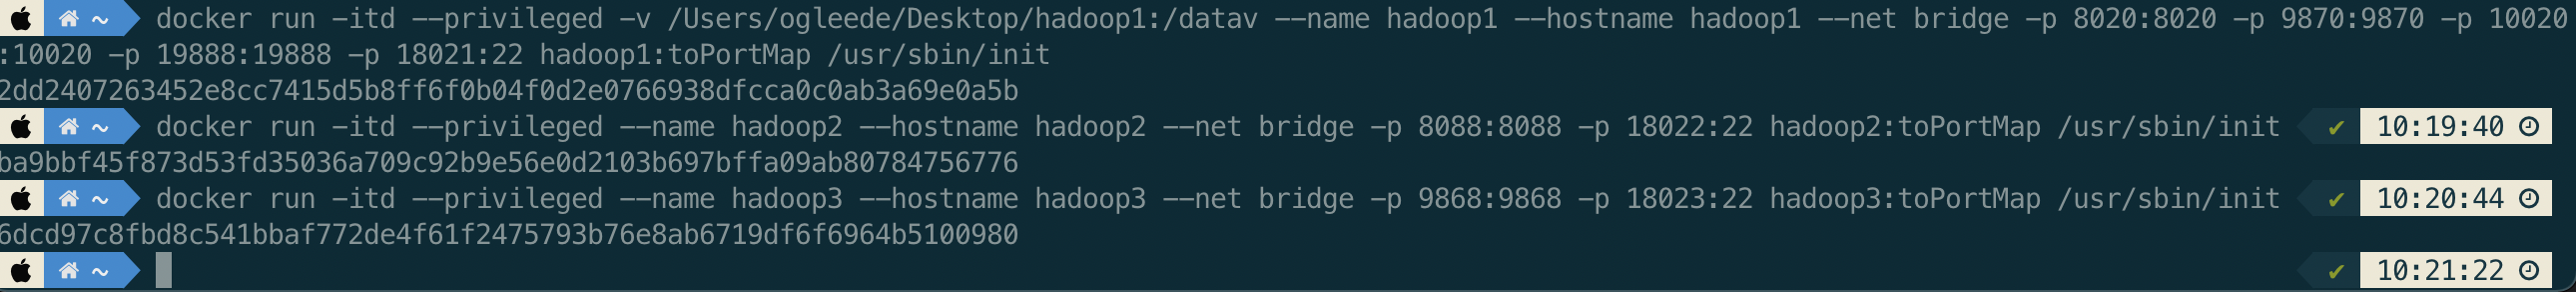 ~ docker run -itd --privileged -v /Users/ogleede/Desktop/hadoop1:/datav --name hadoop1 --hostname hadoop1 --net bridge -p 8020:8020 -p 9870:9870 -p 10020
:10020 -p 19888:19888 -p 18021:22 hadoop1:toPortMap /usr/sbin/init
2dd2407263452e8cc7415d5b8ff6f0b04f0d2e0766938dfcca0c0ab3a69e0a5b
~ docker run -itd --privileged --name hadoop2 --hostname hadoop2 --net bridge -p 8088:8088 -p 18022:22 hadoop2:toPortMap /usr/sbin/init ✔ 10:19:40
ba9bbf45f873d53fd35036a709c92b9e56e0d2103b697bffa09ab80784756776
~ docker run -itd --privileged --name hadoop3 --hostname hadoop3 --net bridge -p 9868:9868 -p 18023:22 hadoop3:toPortMap /usr/sbin/init ✔ 10:20:44
6dcd97c8fbd8c541bbaf772de4f61f2475793b76e8ab6719df6f6964b5100980
~ ✔ 10:21:22